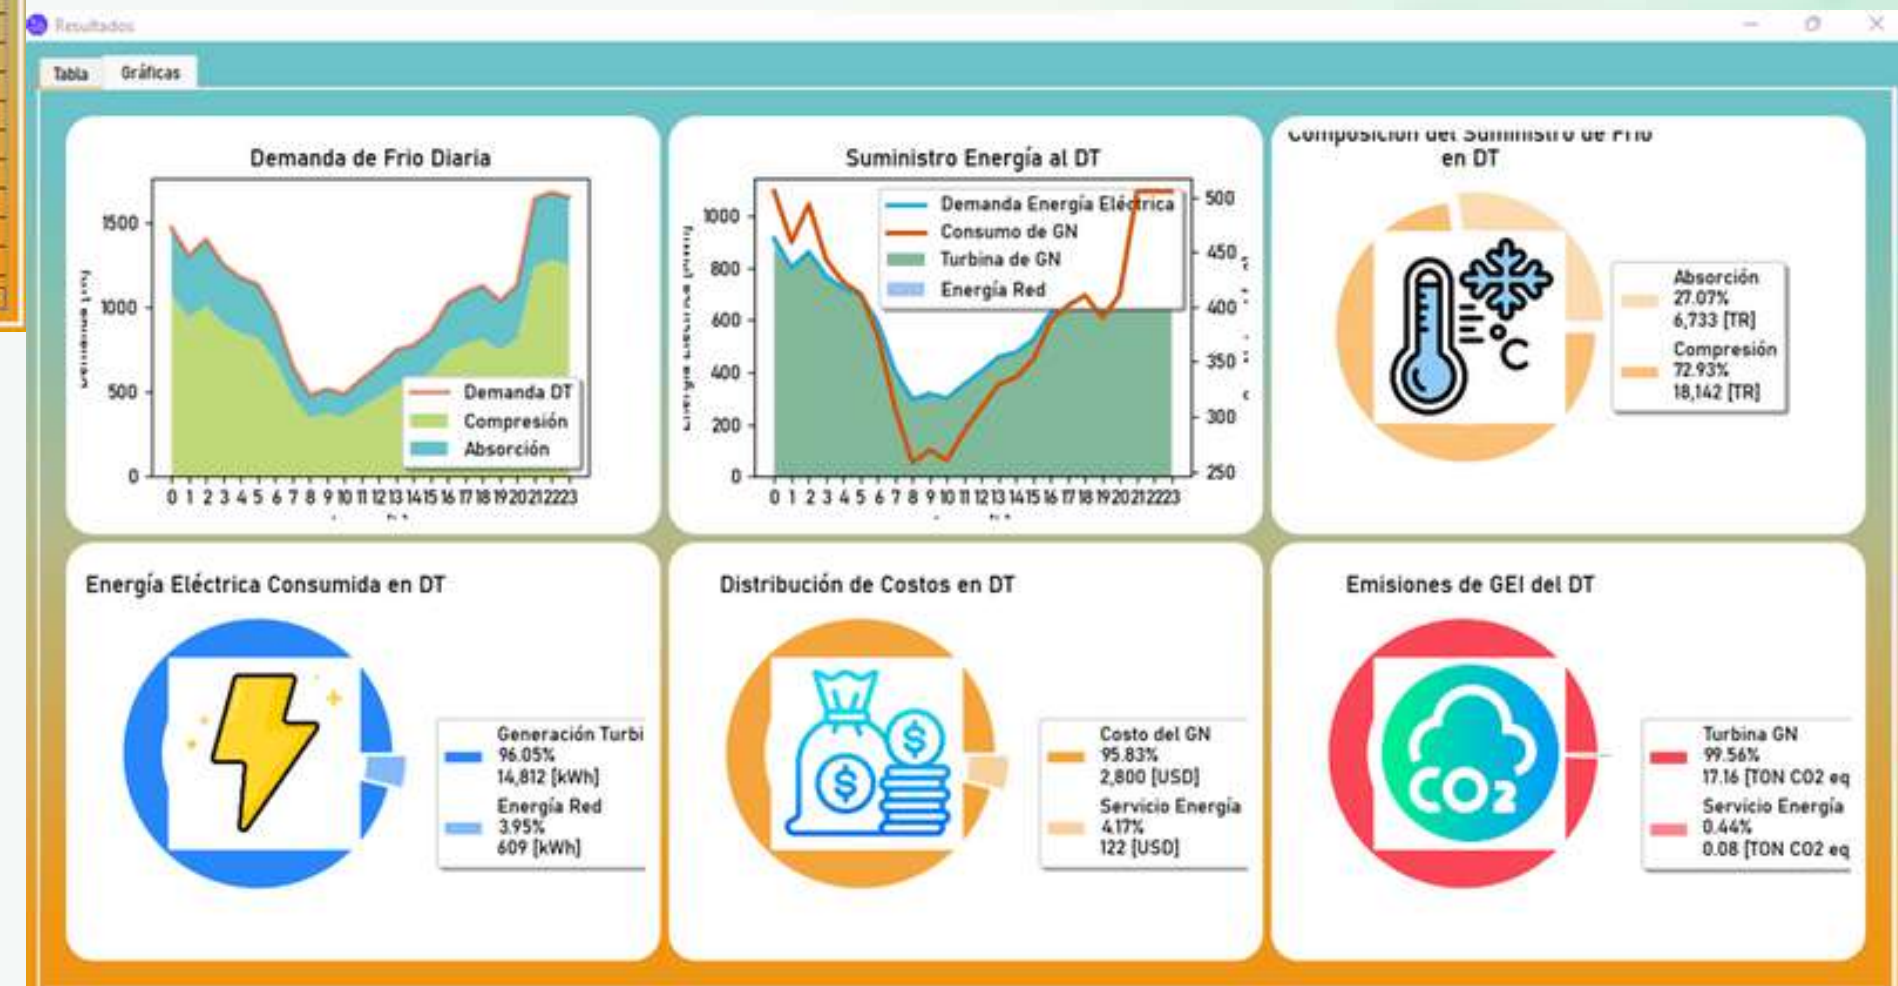 Resultados
Tabla
Gráficas
Demanda de Frio Diaria
1500
1000
500
0
0 1 2 3 4 5 6 7 8 9 10 11 12 13 14 15 16 17 18 19 20 21 22 23
Demanda DT
Compresión
Absorción
Suministro Energía al DT
1000
800
600
400
200
0
500
450
400
350
300
250
0 1 2 3 4 5 6 7 8 9 10 11 12 13 14 15 16 17 18 19 20 21 22 23
Demanda Energía Eléctrica
Consumo de GN
Turbina de GN
Energía Red
Composición del Suministro de Frio
en DT
°C
Absorción
27.07%
6,733 [TR]
Compresión
72.93%
18,142 [TR]
Energía Eléctrica Consumida en DT
Generación Turbi
96.05%
14,812 [kWh]
Energía Red
3.95%
609 [kWh]
Distribución de Costos en DT
$
$
Costo del GN
95.83%
2,800 [USD]
Servicio Energía
4.17%
122 [USD]
Emisiones de GEI del DT
CO2
Turbina GN
99.56%
17.16 [TON CO2 eq
Servicio Energía
0.44%
0.08 [TON CO2 eq